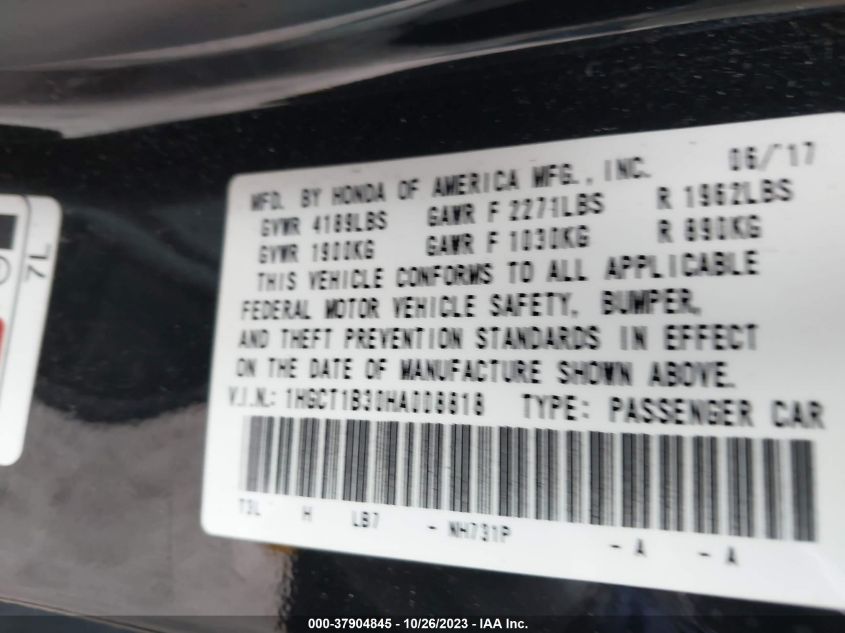 7L
MFD. BY HONDA OF AMERICA MFG., INC. 06/17
GVWR 4189LBS GAWR F 2271LBS R 1962LBS
GVWR 1900KG GAWR F 1030KG R 890KG
THIS VEHICLE CONFORMS TO ALL APPLICABLE
FEDERAL MOTOR VEHICLE SAFETY, BUMPER,
AND THEFT PREVENTION STANDARDS IN EFFECT
ON THE DATE OF MANUFACTURE SHOWN ABOVE.
V.I.N.: 1HGCT1B30HA008818 TYPE: PASSENGER CAR
T3L H LB7 - NH731P - A - A
000-37904845 - 10/26/2023 - IAA Inc.